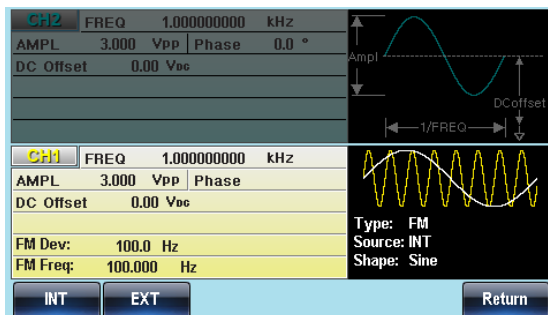 CH2 FREQ 1.000000000 kHz
AMPL 3.000 Vpp Phase 0.0 °
DC Offset 0.00 VDC
Ampl
DCoffset
1/FREQ
CH1 FREQ 1.000000000 kHz
AMPL 3.000 Vpp Phase
DC Offset 0.00 VDC
FM Dev: 100.0 Hz
FM Freq: 100.000 Hz
Type: FM
Source: INT
Shape: Sine
INT EXT Return